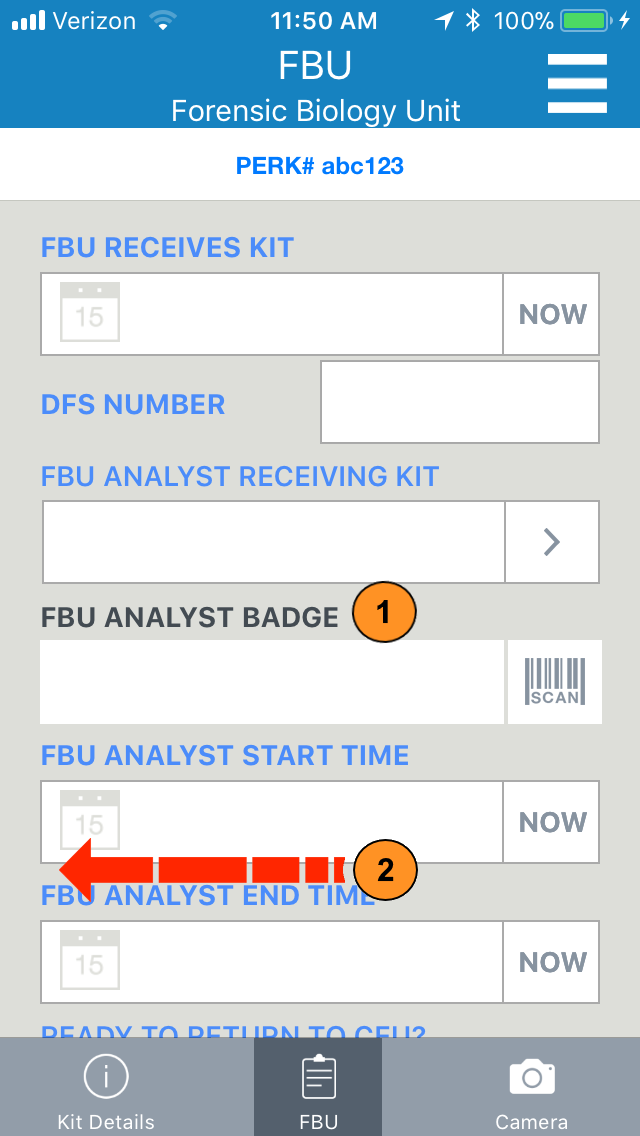 Verizon 11:50 AM 100%
FBU
Forensic Biology Unit
PERK# abc123
FBU RECEIVES KIT
15 NOW
DFS NUMBER
FBU ANALYST RECEIVING KIT
FBU ANALYST BADGE 1
SCAN
FBU ANALYST START TIME
15 NOW
2
FBU ANALYST END TIME
15 NOW
READY TO RETURN TO CEU?
Kit Details FBU Camera